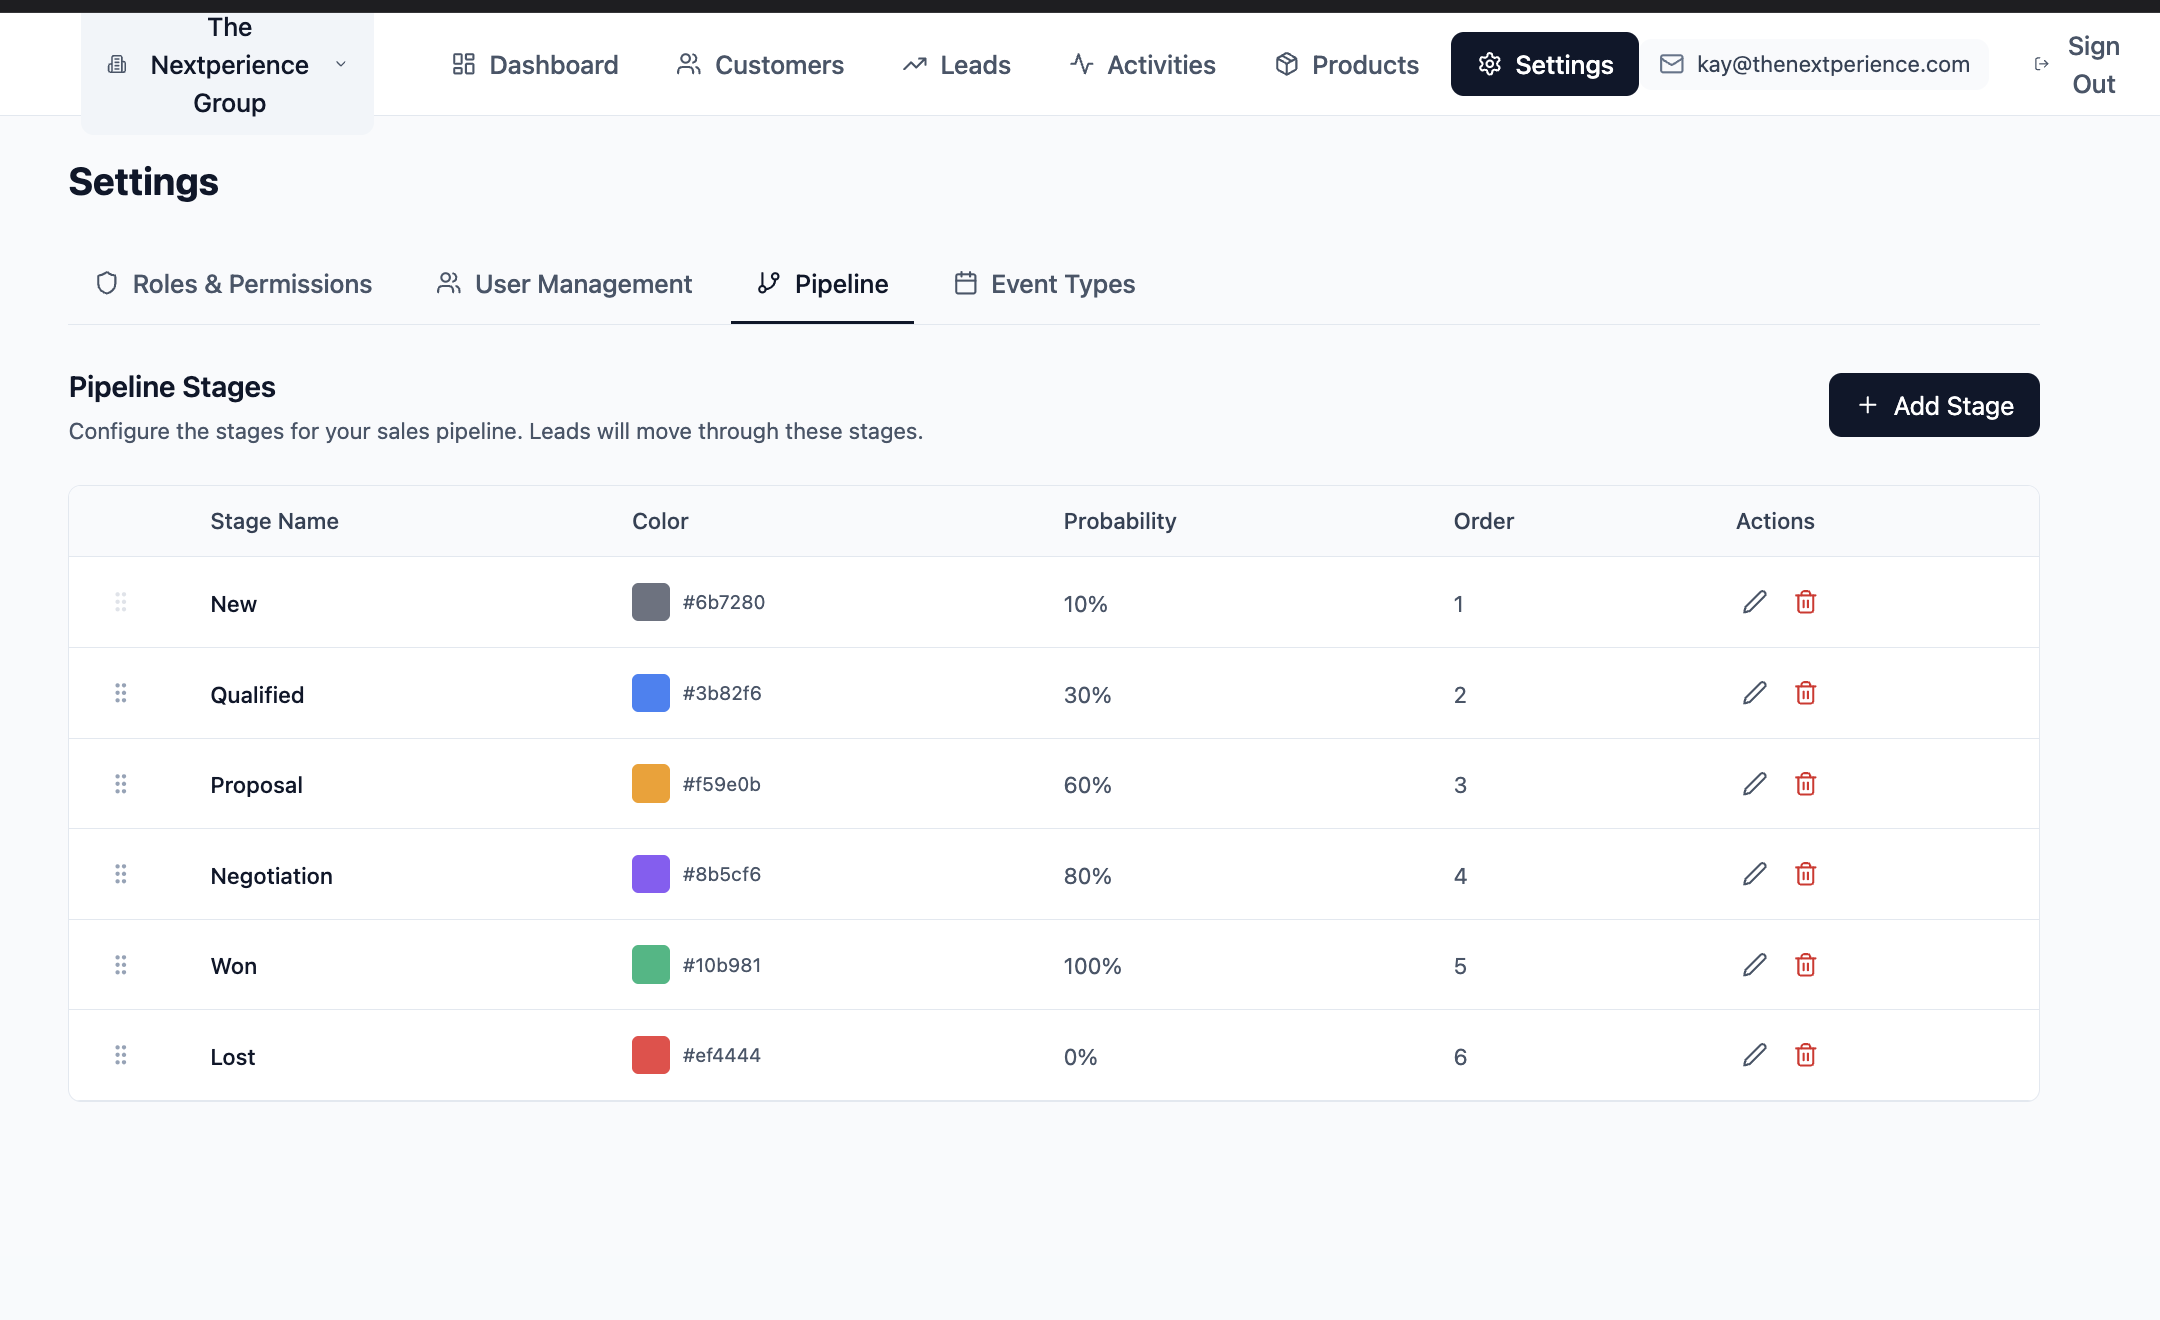 The
Nextperience
Group
Dashboard
Customers
Leads
Activities
Products
Settings
kay@thenextperience.com
Sign
Out
Settings
Roles & Permissions
User Management
Pipeline
Event Types
Pipeline Stages
Configure the stages for your sales pipeline. Leads will move through these stages.
+ Add Stage
Stage Name Color Probability Order Actions
New #6b7280 10% 1
Qualified #3b82f6 30% 2
Proposal #f59e0b 60% 3
Negotiation #8b5cf6 80% 4
Won #10b981 100% 5
Lost #ef4444 0% 6